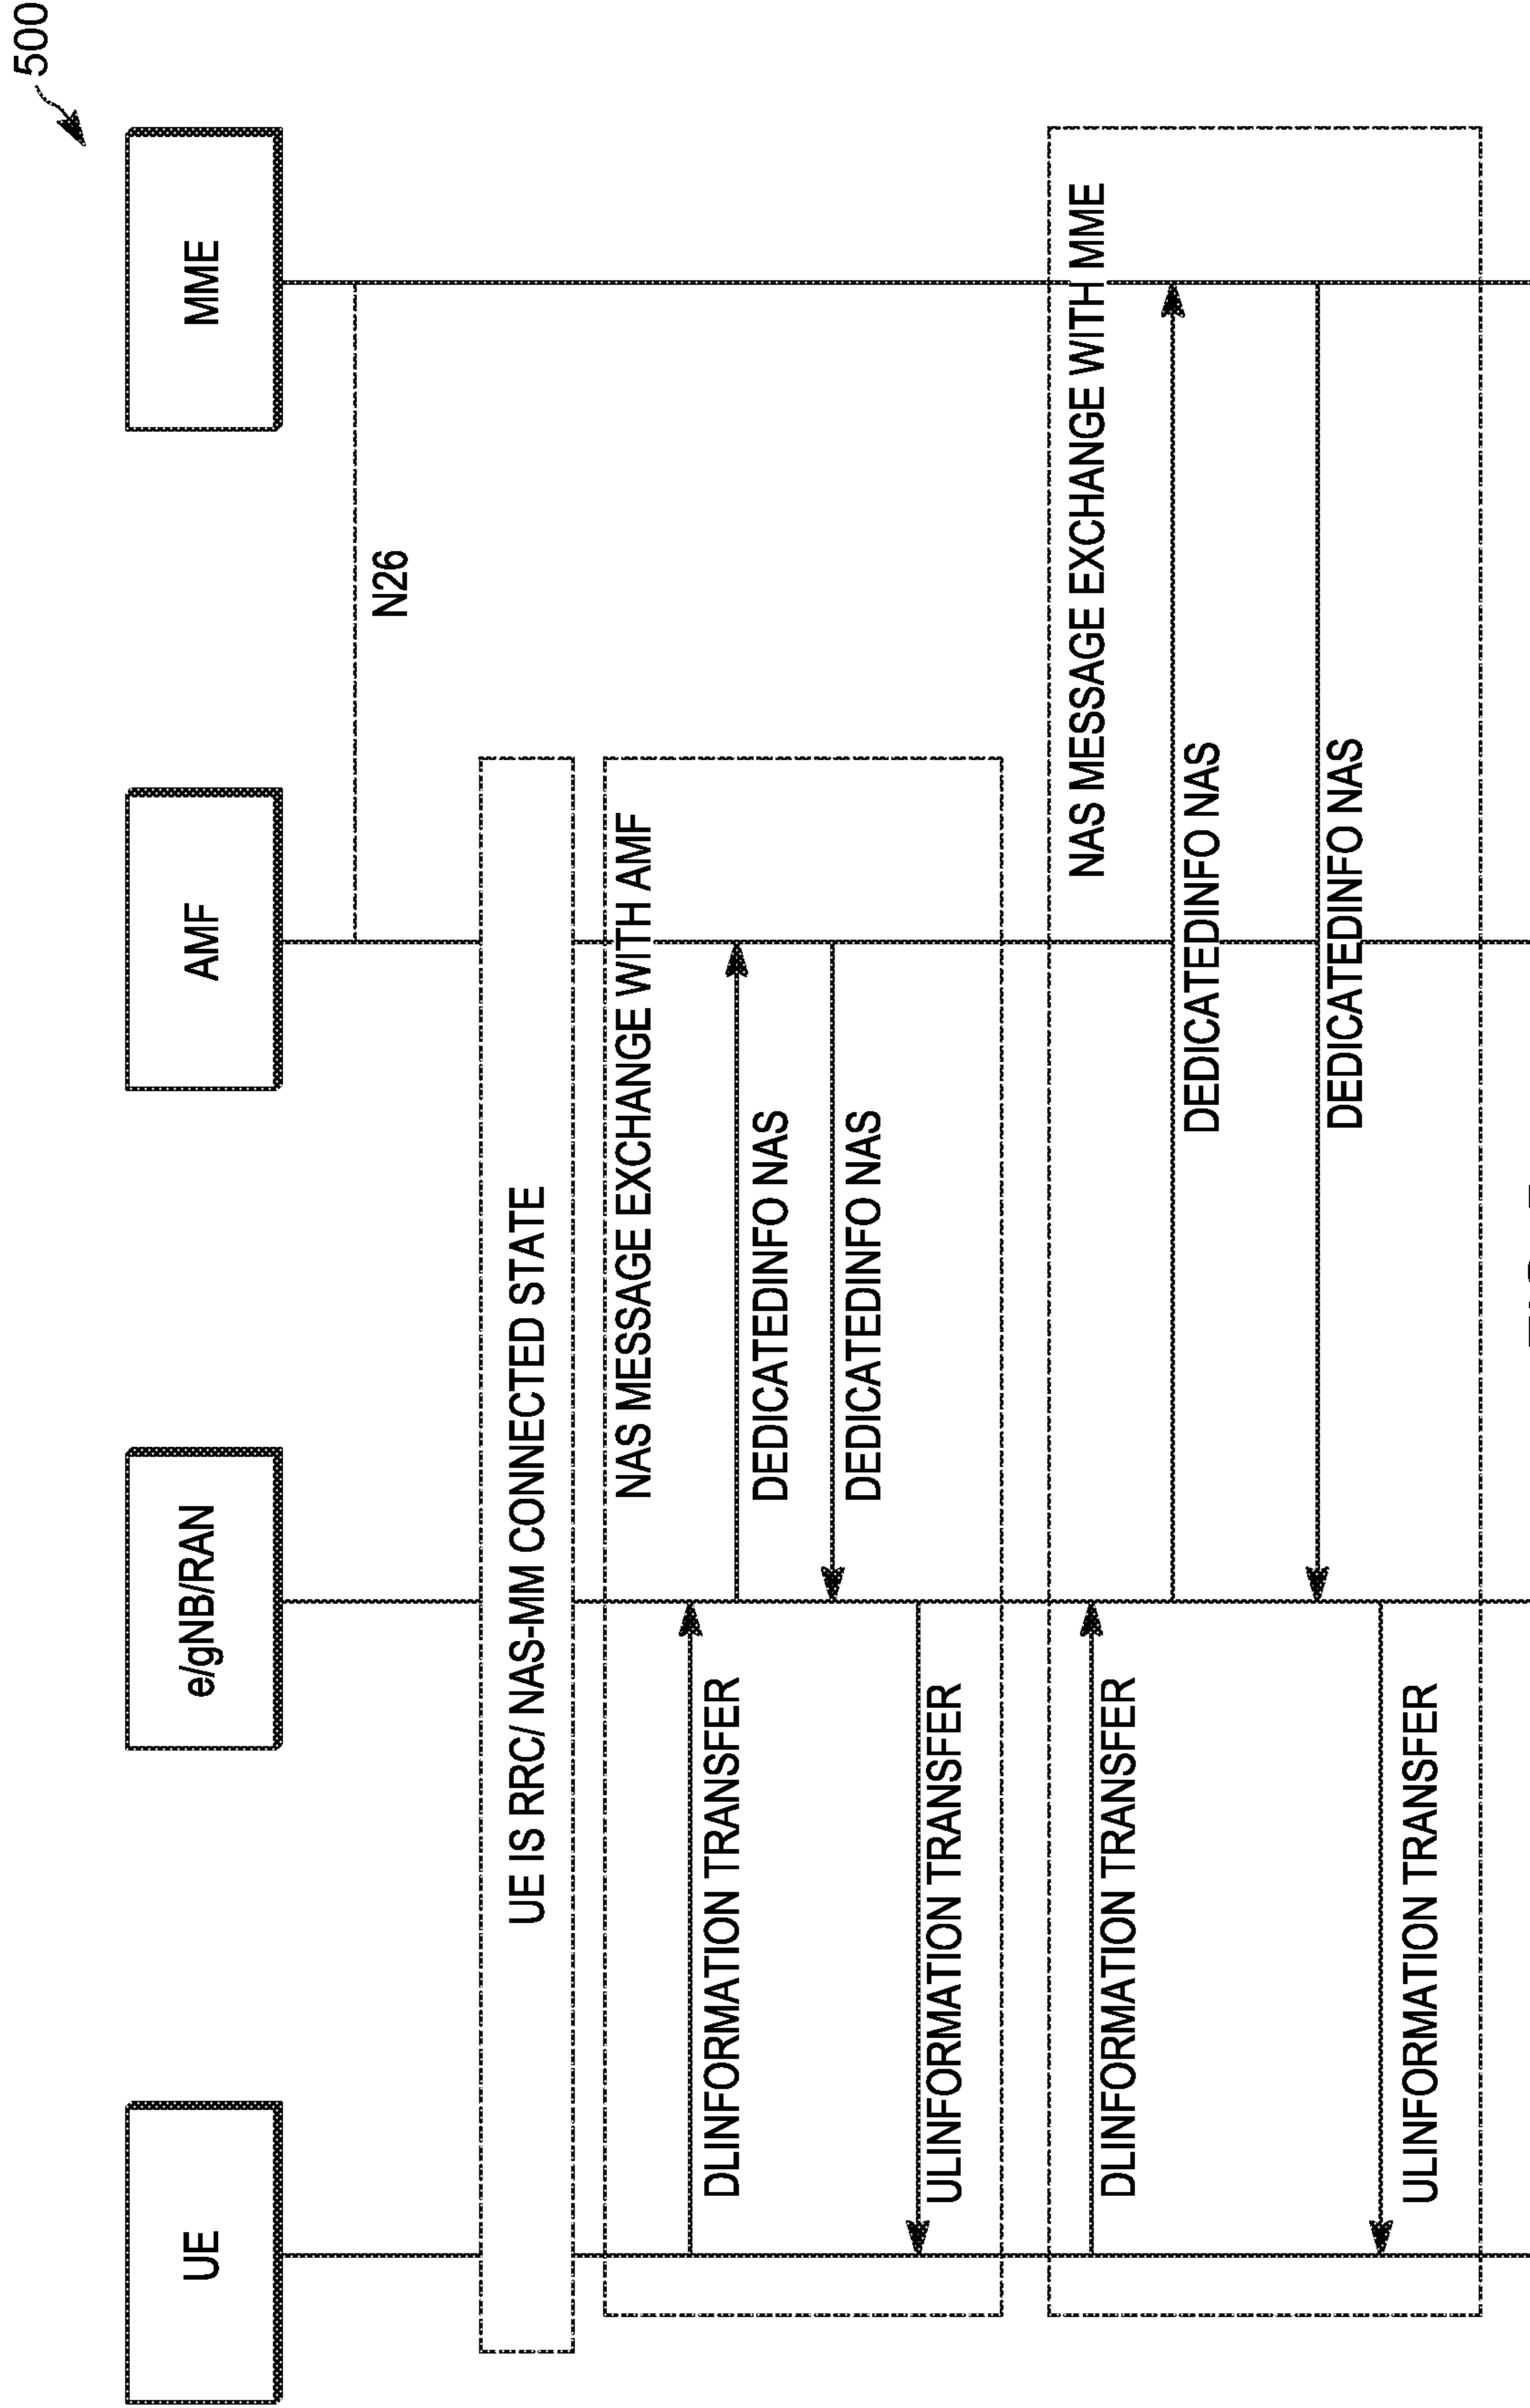 500
UE
e/gNB/RAN
AMF
MME
N26
UE IS RRC/ NAS-MM CONNECTED STATE
NAS MESSAGE EXCHANGE WITH AMF
DLINFORMATION TRANSFER
DEDICATEDINFO NAS
DEDICATEDINFO NAS
ULINFORMATION TRANSFER
NAS MESSAGE EXCHANGE WITH MME
DLINFORMATION TRANSFER
DEDICATEDINFO NAS
DEDICATEDINFO NAS
ULINFORMATION TRANSFER